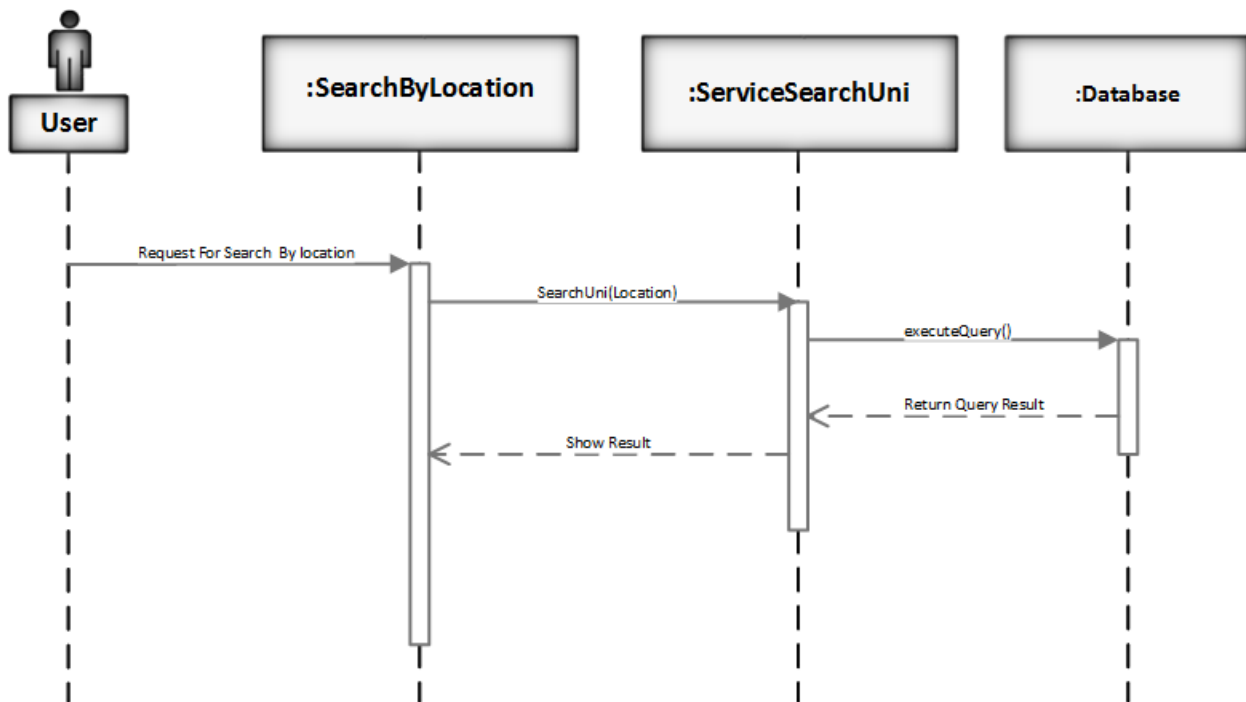 User
:SearchByLocation
:ServiceSearchUni
:Database
Request For Search By location
SearchUni(Location)
executeQuery()
Return Query Result
Show Result